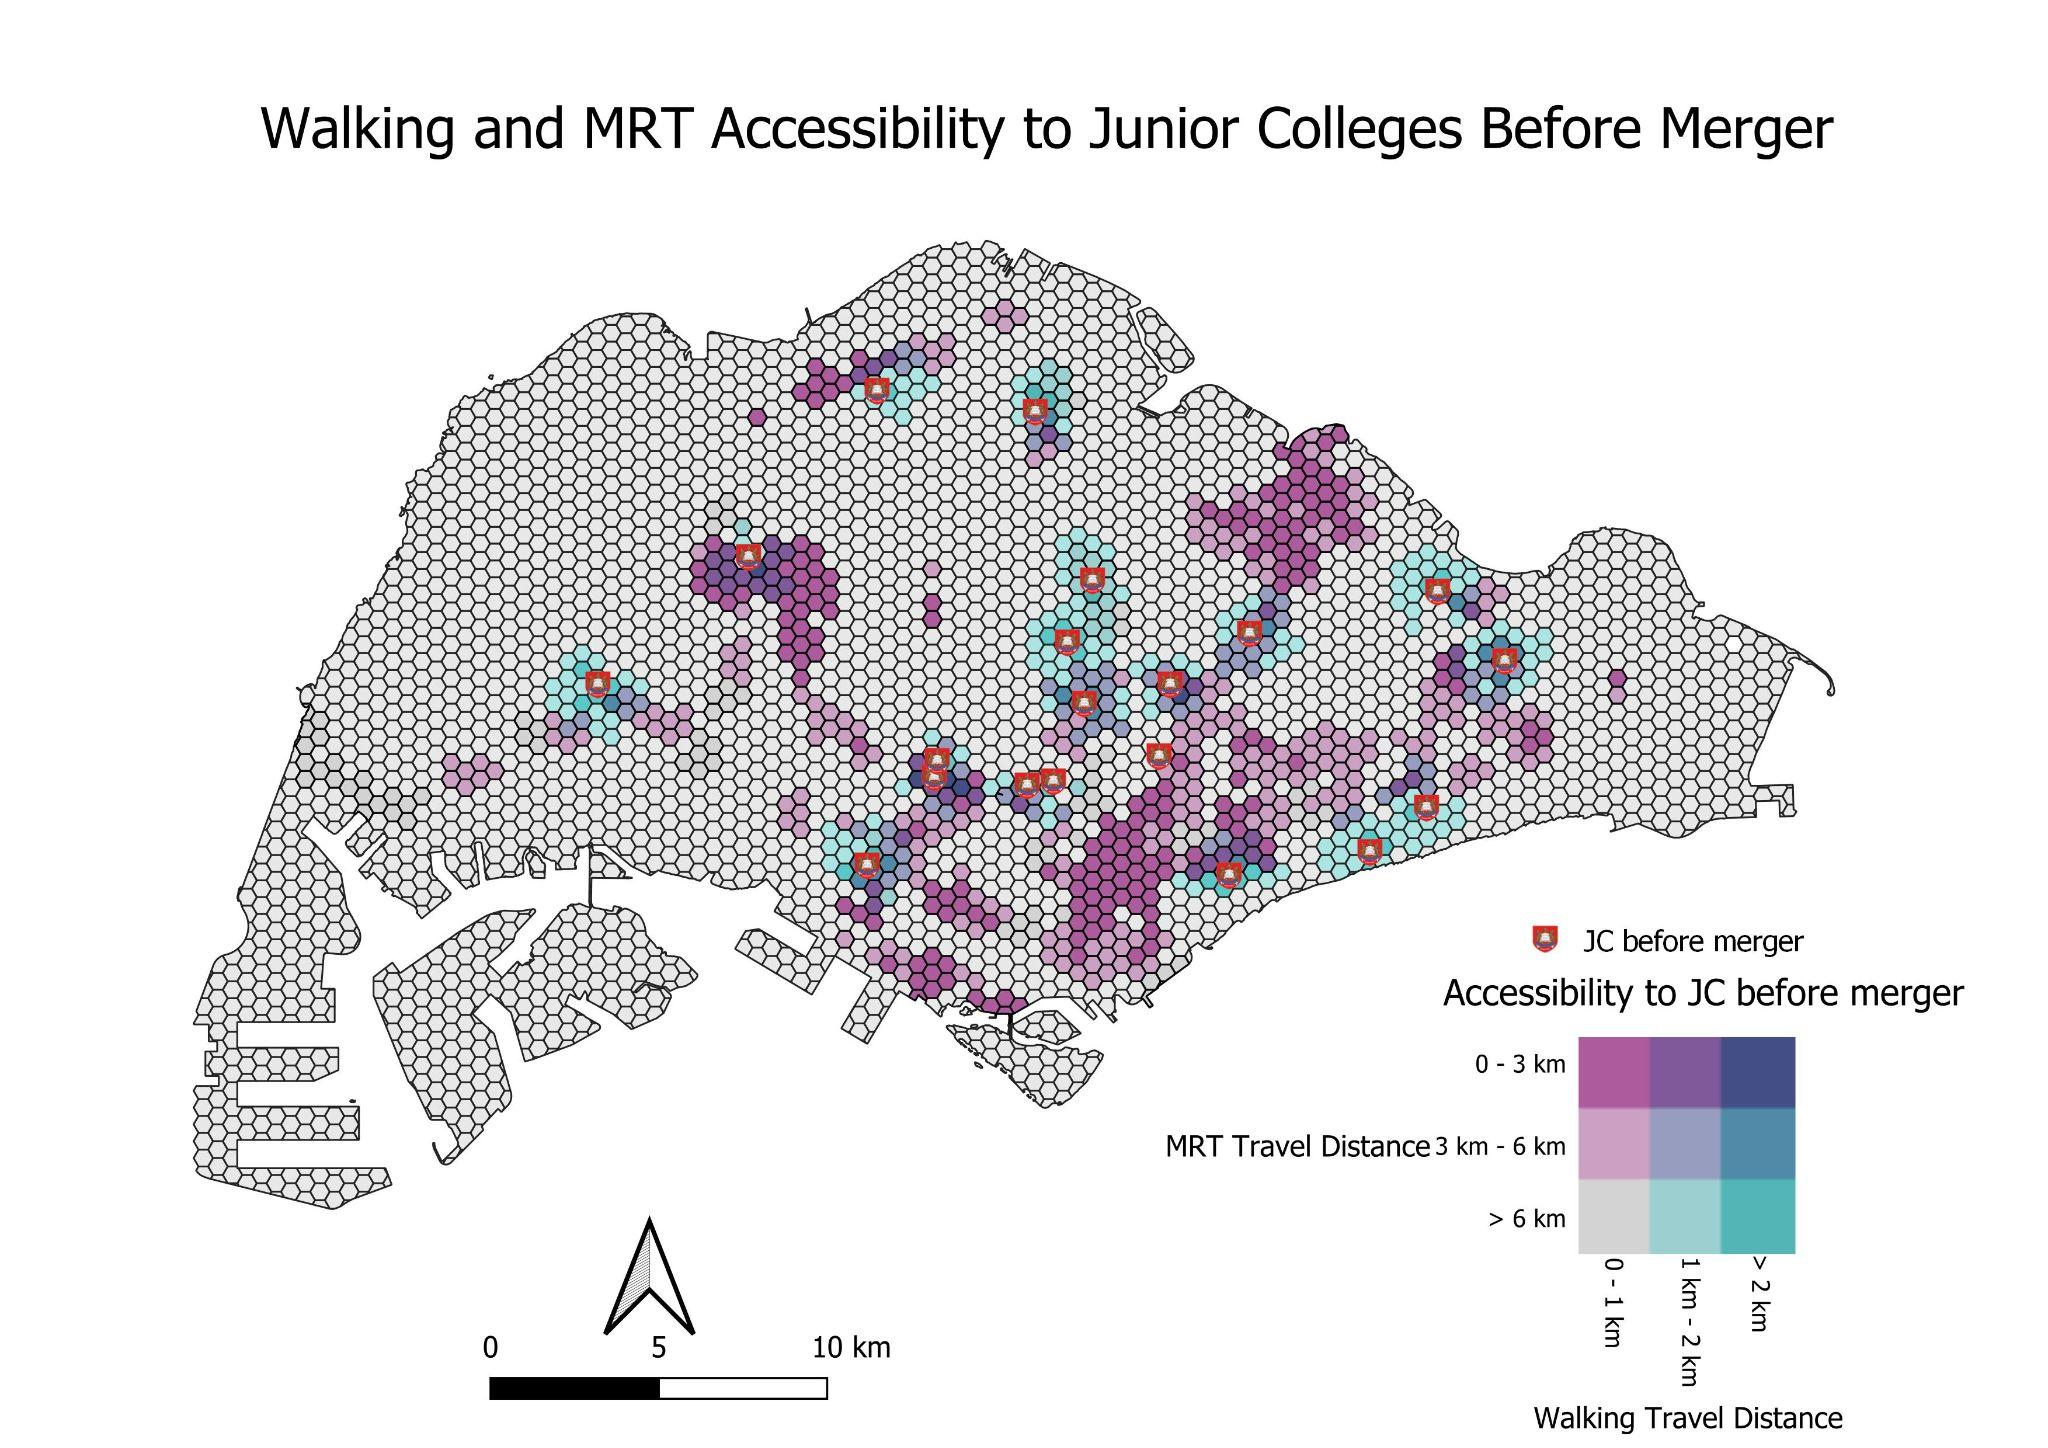 Walking and MRT Accessibility to Junior Colleges Before Merger
JC before merger
Accessibility to JC before merger
0 - 3 km
MRT Travel Distance 3 km - 6 km
> 6 km
0 - 1 km
1 km - 2 km
> 2 km
Walking Travel Distance
0 5 10 km